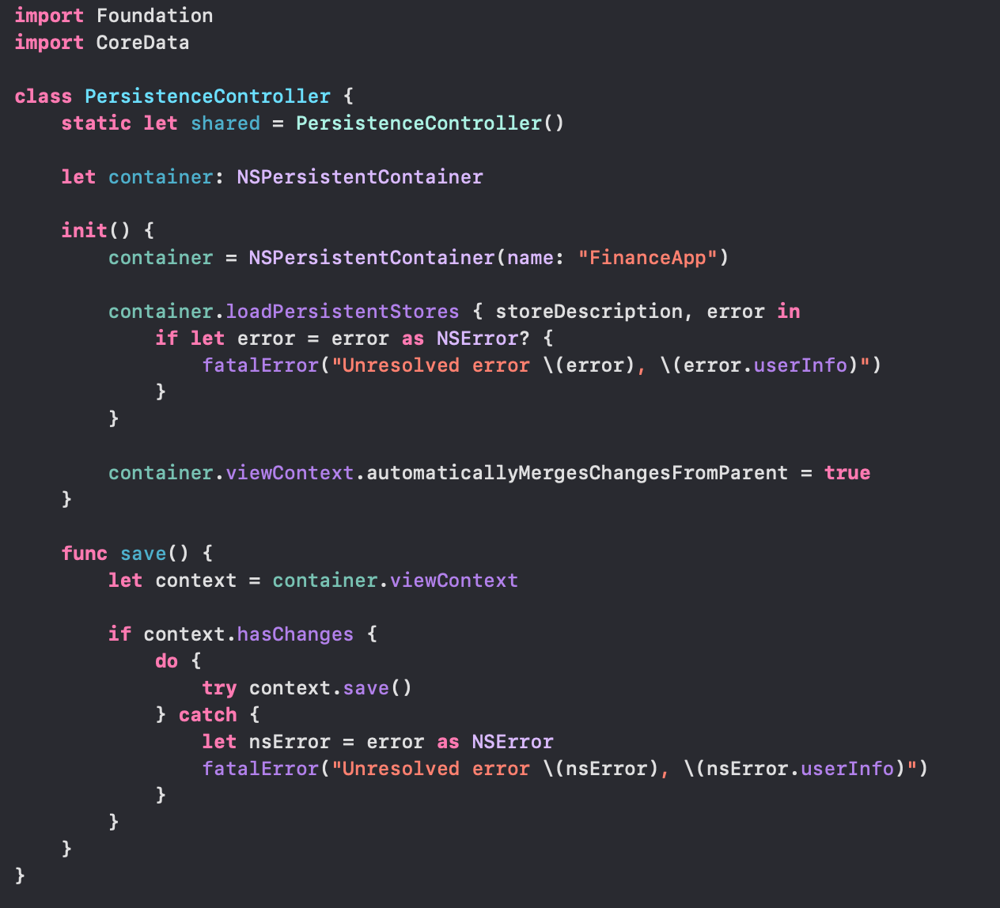 import Foundation
import CoreData

class PersistenceController {
    static let shared = PersistenceController()

    let container: NSPersistentContainer

    init() {
        container = NSPersistentContainer(name: "FinanceApp")

        container.loadPersistentStores { storeDescription, error in
            if let error = error as NSError? {
                fatalError("Unresolved error \(error), \(error.userInfo)")
            }
        }

        container.viewContext.automaticallyMergesChangesFromParent = true
    }

    func save() {
        let context = container.viewContext

        if context.hasChanges {
            do {
                try context.save()
            } catch {
                let nsError = error as NSError
                fatalError("Unresolved error \(nsError), \(nsError.userInfo)")
            }
        }
    }
}